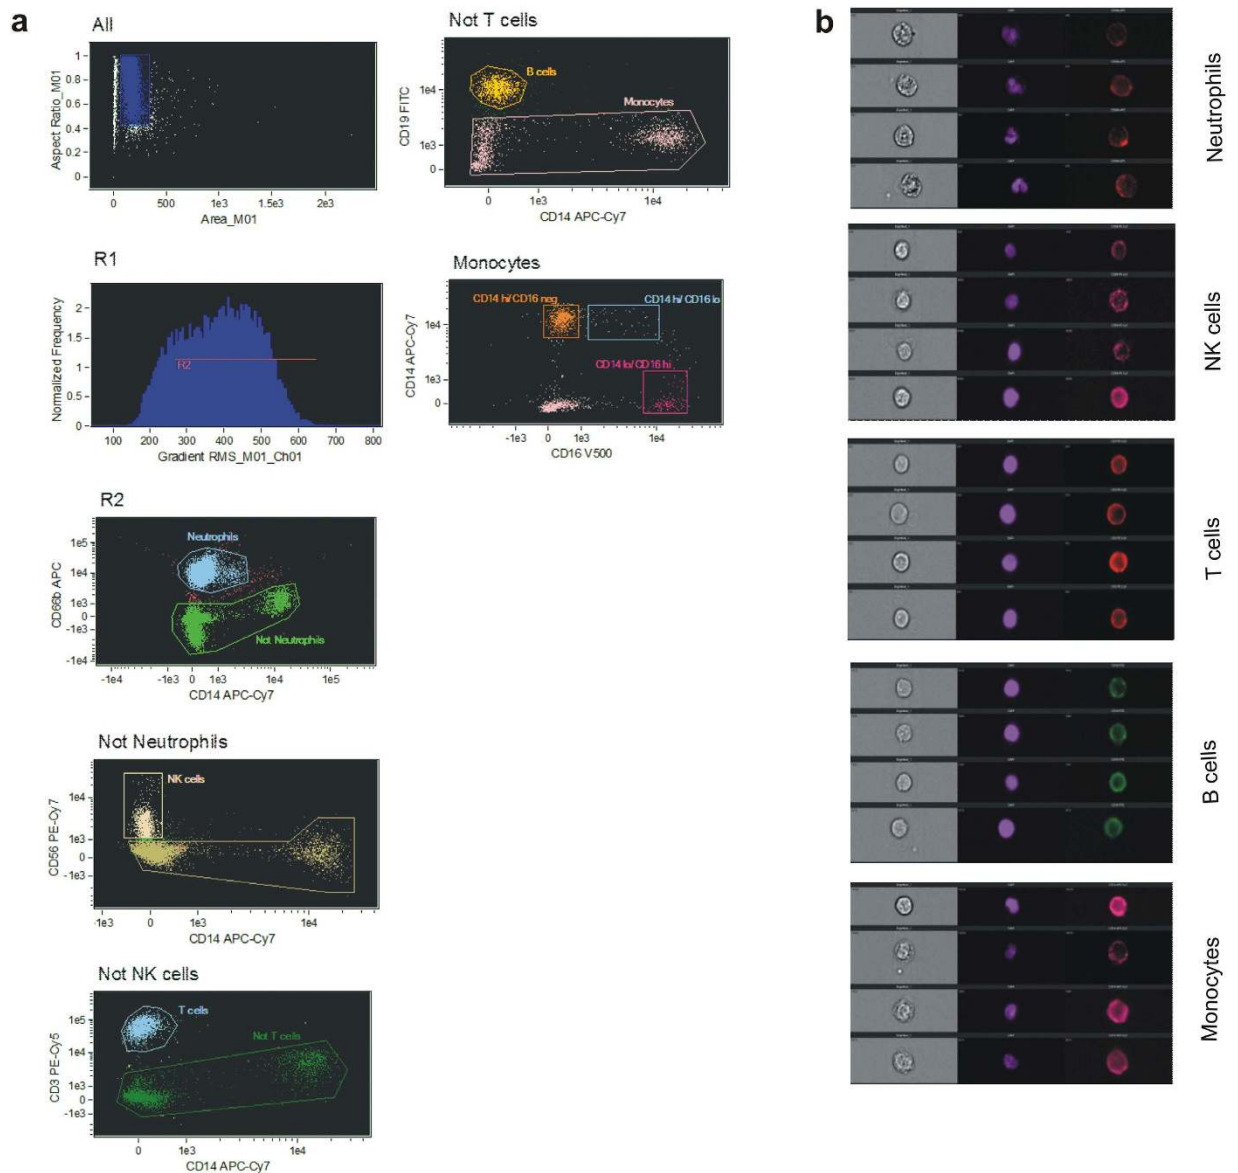 a
All
Aspect Ratio_M01
1
0.8
0.6
0.4
0.2
0
0 500 1e3 1.5e3 2e3
Area_M01
R1
Normalized Frequency
2
1.5
1
0.5
0
R2
100 200 300 400 500 600 700 800
Gradient RMS_M01_Ch01
R2
CD66b APC
1e5
1e4
1e3
0
-1e3
-1e4
Neutrophils
Not Neutrophils
-1e4 -1e3 0 1e3 1e4 1e5
CD14 APC-Cy7
Not Neutrophils
CD56 PE-Cy7
1e4
1e3
0
-1e3
NK cells
-1e3 0 1e3 1e4
CD14 APC-Cy7
Not NK cells
CD3 PE-Cy5
1e5
1e4
1e3
0
-1e3
T cells
Not T cells
0 1e3 1e4
CD14 APC-Cy7
Not T cells
CD19 FITC
1e4
1e3
0
B cells
Monocytes
0 1e3 1e4
CD14 APC-Cy7
Monocytes
CD14 APC-Cy7
1e4
1e3
0
CD14 hi/CD16 neg
CD14 hi/CD16 lo
CD14 lo/CD16 hi
-1e3 0 1e3 1e4
CD16 V500
b
Neutrophils
NK cells
T cells
B cells
Monocytes